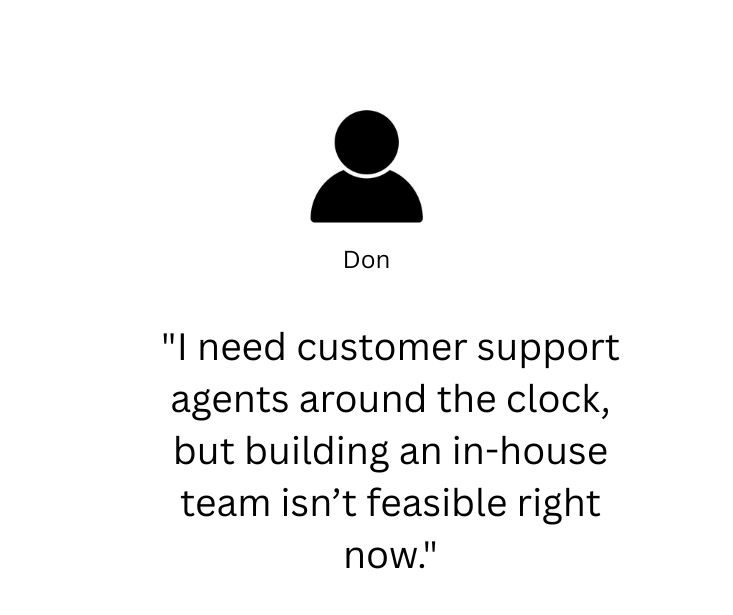 Don
"I need customer support
agents around the clock,
but building an in-house
team isn’t feasible right
now."